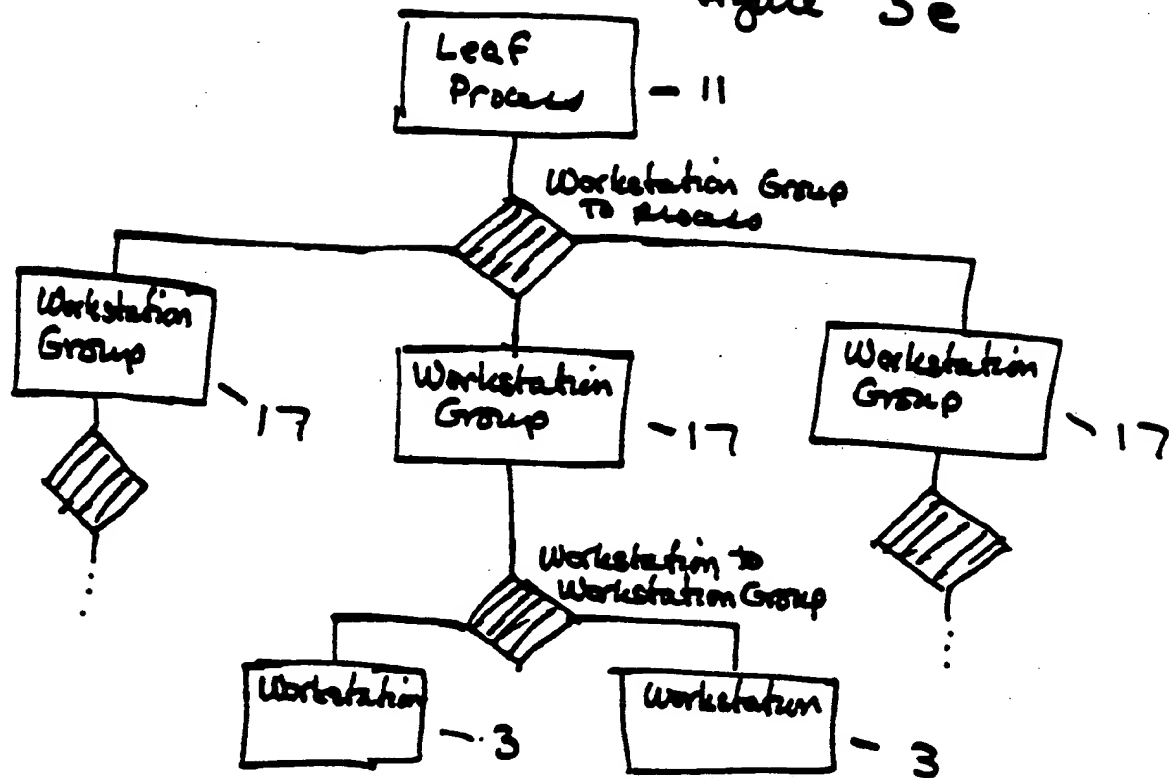 Figure 3e
Leaf
Process
11
Workstation Group
To Process
Workstation
Group
17
Workstation
Group
17
Workstation
Group
17
Workstation to
Workstation Group
Workstation
3
Workstation
3